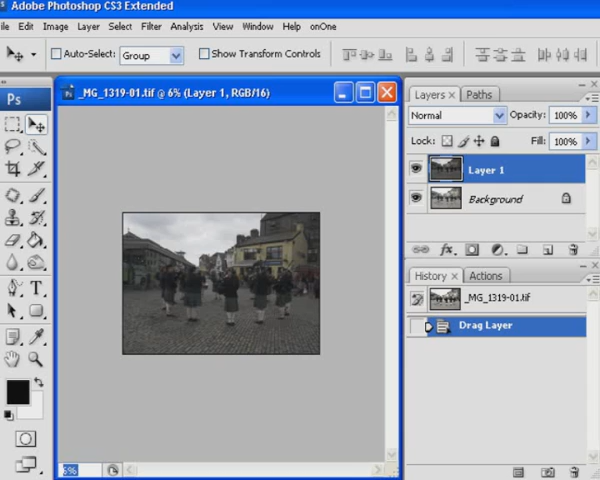 Adobe Photoshop CS3 Extended
ile Edit Image Layer Select Filter Analysis View Window Help onOne
Auto-Select: Group Show Transform Controls
Ps
_MG_1319-01.tif @ 6% (Layer 1, RGB/16)
Layers × Paths
Normal Opacity: 100%
Lock: Fill: 100%
Layer 1
Background
fx
History × Actions
_MG_1319-01.tif
Drag Layer
T
6%